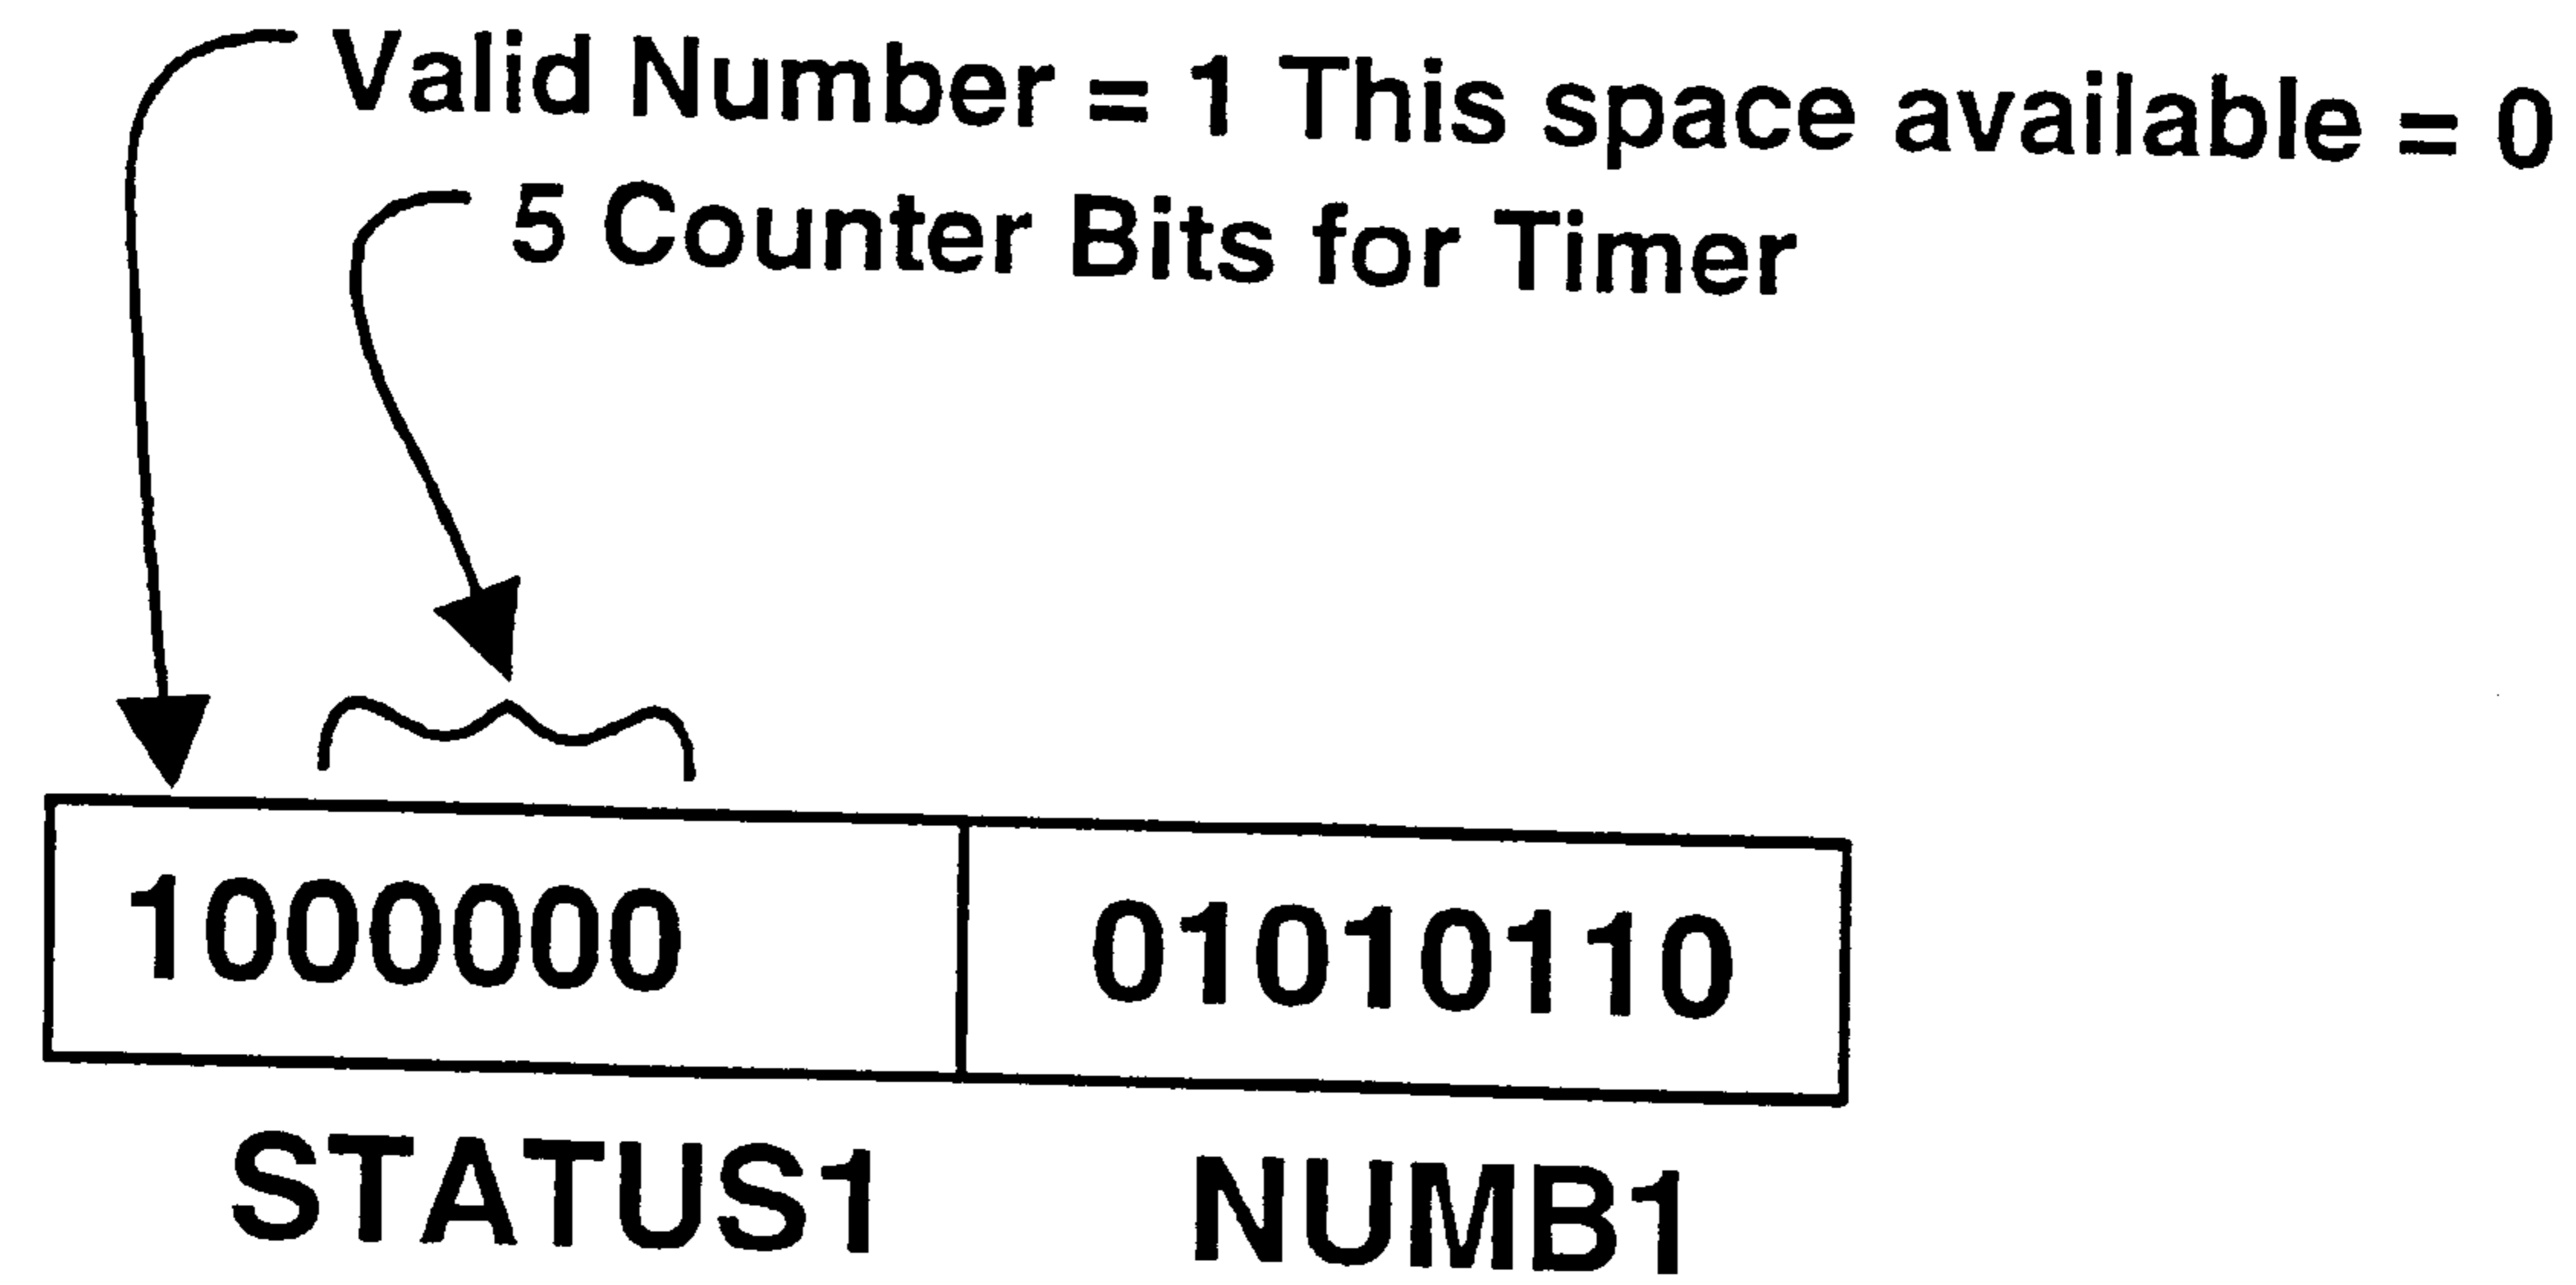 Valid Number = 1 This space available = 0
5 Counter Bits for Timer
1000000 01010110
STATUS1 NUMB1